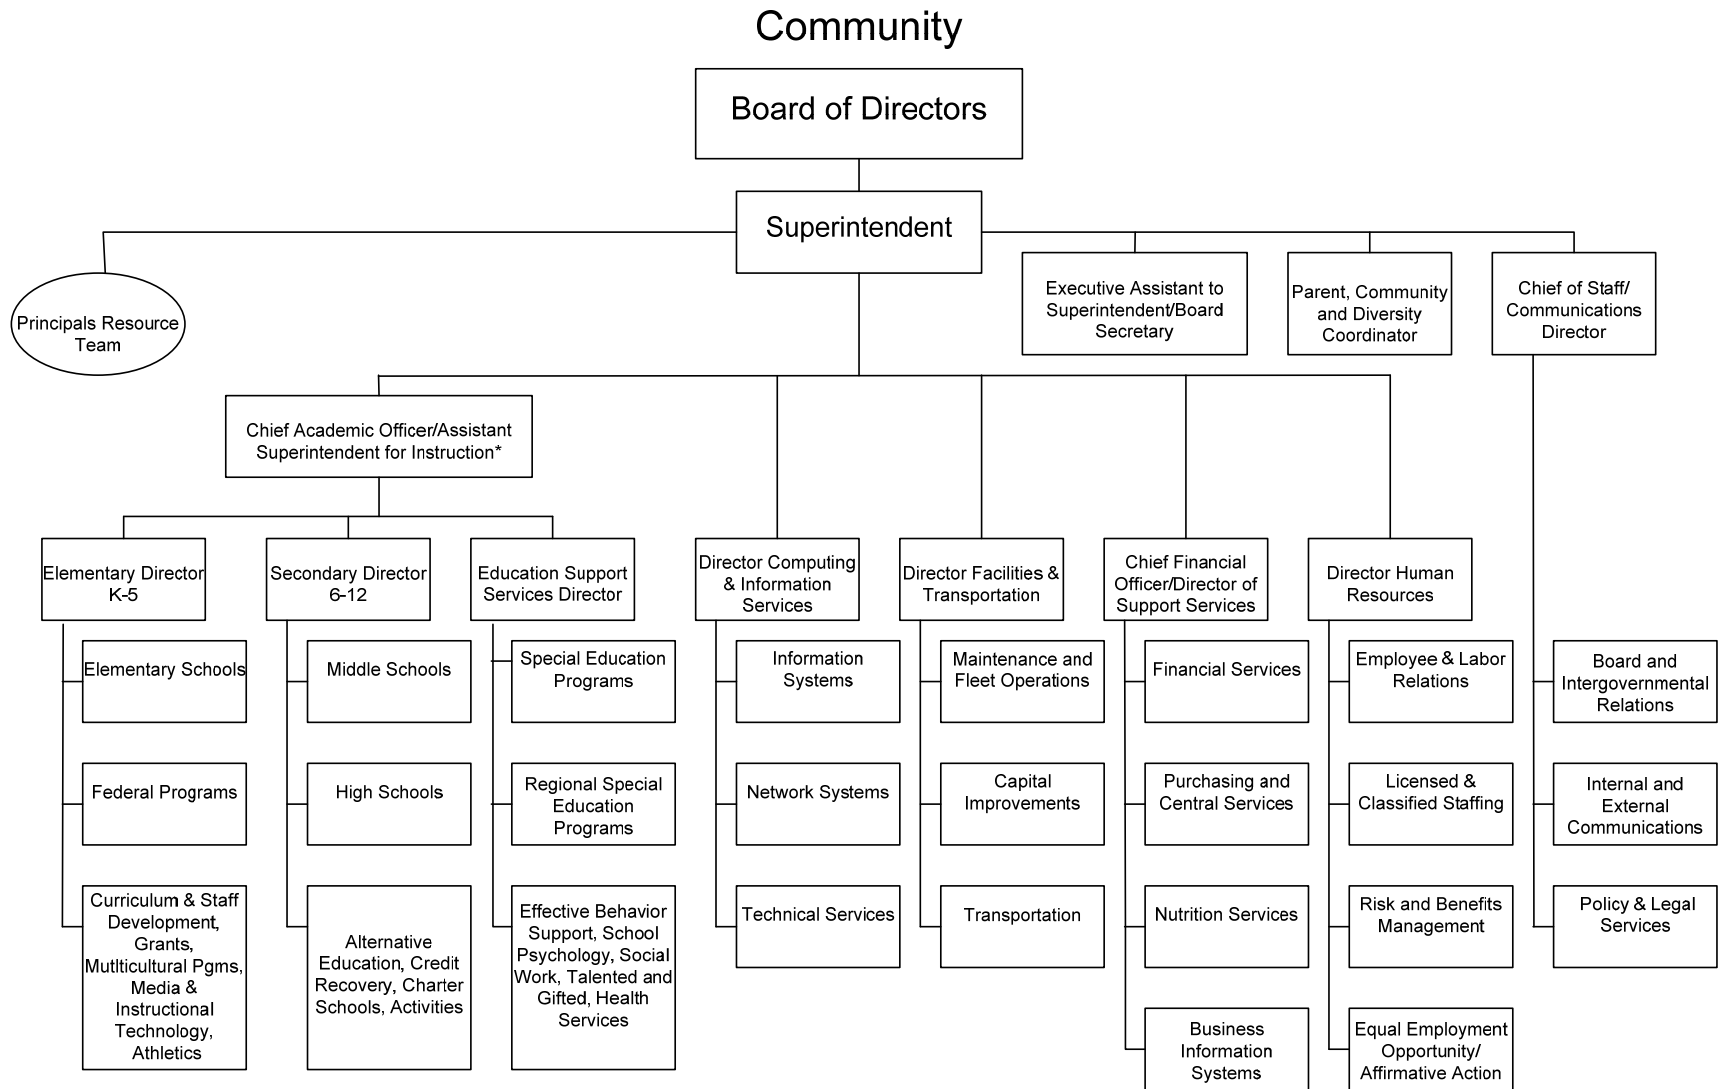 Community
Board of Directors
Superintendent
Principals Resource
Team
Executive Assistant to
Superintendent/Board
Secretary
Parent, Community
and Diversity
Coordinator
Chief of Staff/
Communications
Director
Chief Academic Officer/Assistant
Superintendent for Instruction*
Elementary Director
K-5
Secondary Director
6-12
Education Support
Services Director
Director Computing
& Information
Services
Director Facilities &
Transportation
Chief Financial
Officer/Director of
Support Services
Director Human
Resources
Elementary Schools
Middle Schools
Special Education
Programs
Information
Systems
Maintenance and
Fleet Operations
Financial Services
Employee & Labor
Relations
Board and
Intergovernmental
Relations
Federal Programs
High Schools
Regional Special
Education
Programs
Network Systems
Capital
Improvements
Purchasing and
Central Services
Licensed &
Classified Staffing
Internal and
External
Communications
Curriculum & Staff
Development,
Grants,
Mutlticultural Pgms,
Media &
Instructional
Technology,
Athletics
Alternative
Education, Credit
Recovery, Charter
Schools, Activities
Effective Behavior
Support, School
Psychology, Social
Work, Talented and
Gifted, Health
Services
Technical Services
Transportation
Nutrition Services
Risk and Benefits
Management
Policy & Legal
Services
Business
Information
Systems
Equal Employment
Opportunity/
Affirmative Action